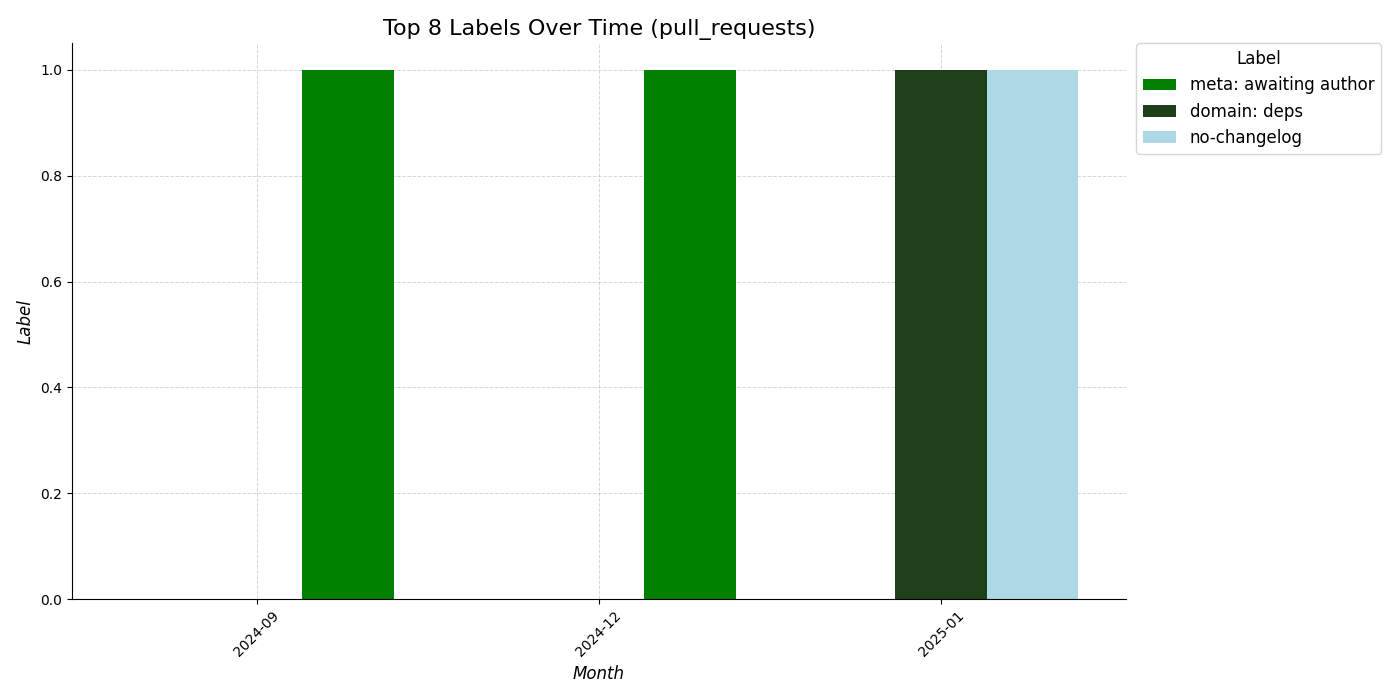 Top 8 Labels Over Time (pull_requests)
Label
meta: awaiting author
domain: deps
no-changelog
1.0
0.8
0.6
0.4
0.2
0.0
Label
2024-09
2024-12
2025-01
Month